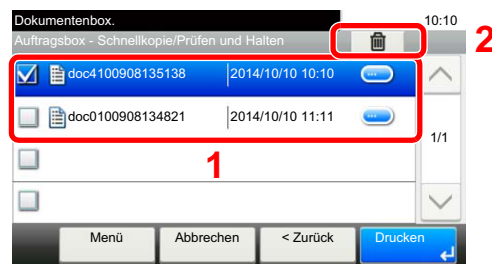 Dokumentenbox.
10:10
Auftragsbox - Schnellkopie/Prüfen und Halten
2
doc4100908135138 2014/10/10 10:10
doc0100908134821 2014/10/10 11:11
1/1
1
Menü Abbrechen < Zurück Drucken